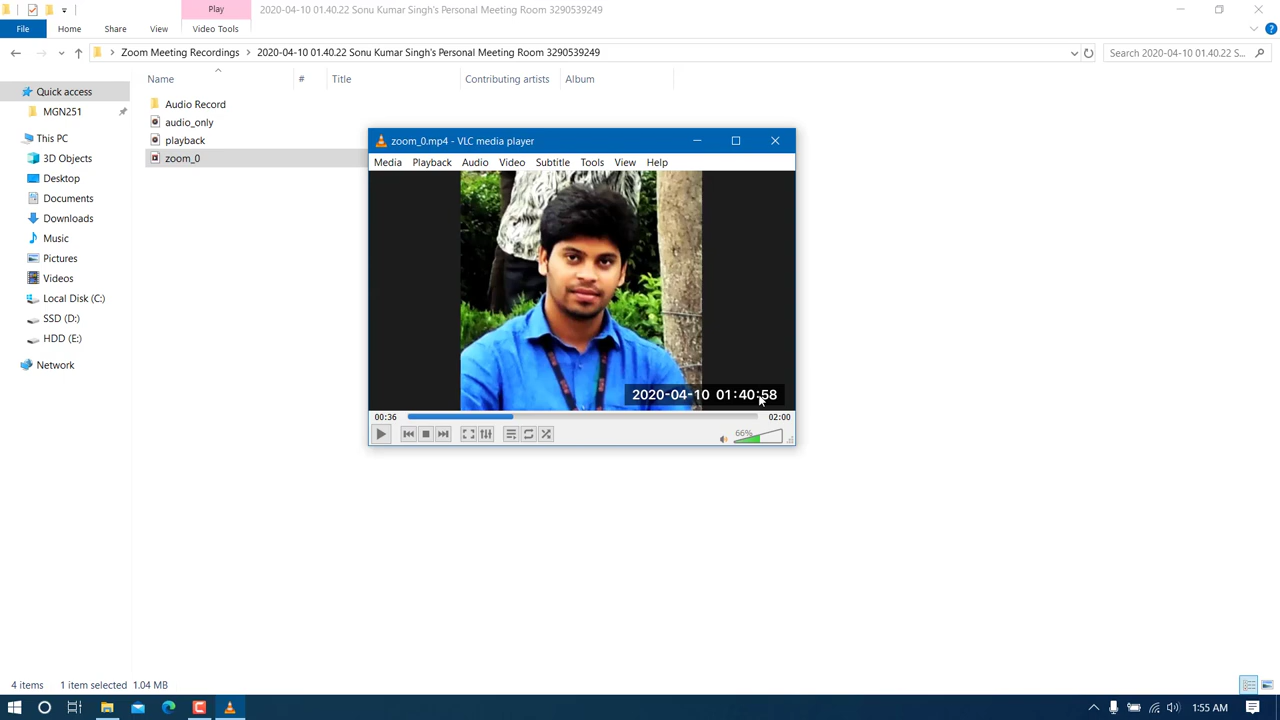 Play
2020-04-10 01.40.22 Sonu Kumar Singh's Personal Meeting Room 3290539249
File
Home
Share
View
Video Tools
Zoom Meeting Recordings
2020-04-10 01.40.22 Sonu Kumar Singh's Personal Meeting Room 3290539249
Search 2020-04-10 01.40.22 S...
Name
#
Title
Contributing artists
Album
Quick access
MGN251
This PC
3D Objects
Desktop
Documents
Downloads
Music
Pictures
Videos
Local Disk (C:)
SSD (D:)
HDD (E:)
Network
Audio Record
audio_only
playback
zoom_0
zoom_0.mp4 - VLC media player
Media Playback Audio Video Subtitle Tools View Help
2020-04-10 01:40:58
00:36
02:00
66%
4 items
1 item selected 1.04 MB
1:55 AM